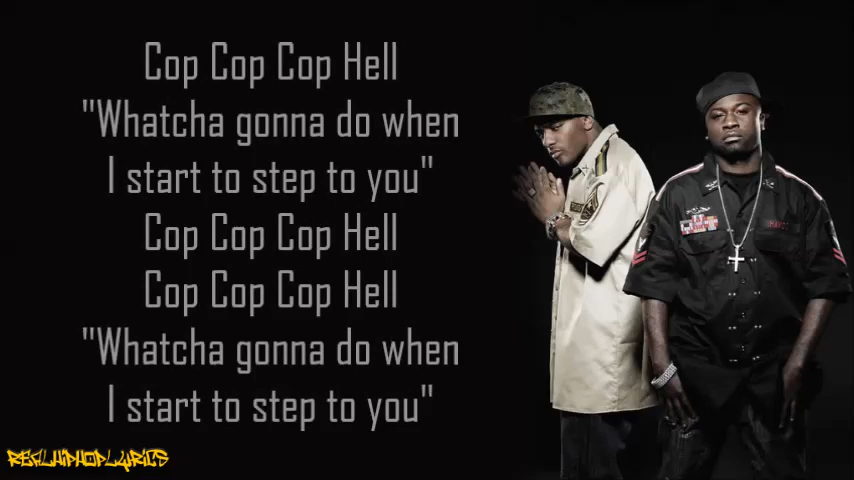 Cop Cop Cop Hell
"Whatcha gonna do when
I start to step to you"
Cop Cop Cop Hell
Cop Cop Cop Hell
"Whatcha gonna do when
I start to step to you"
REALHIPHOPLYRICS